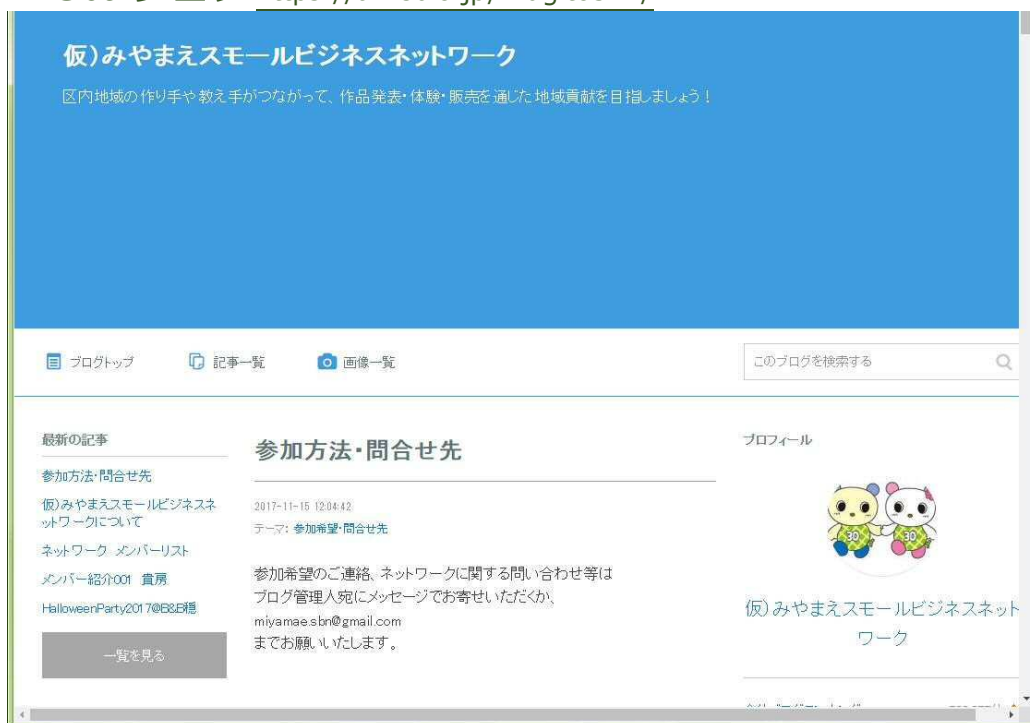 仮)みやまえスモールビジネスネットワーク
区内地域の作り手や教え手がつながって、作品発表・体験・販売を通じた地域貢献を目指しましょう！
ブログトップ
記事一覧
画像一覧
このブログを検索する
最新の記事
参加方法・問合せ先
仮)みやまえスモールビジネスネ
ットワークについて
ネットワーク メンバーリスト
メンバー紹介001 貴房
HalloweenParty2017@B&B穏
一覧を見る
参加方法・問合せ先
2017-11-15 12:04:42
テーマ: 参加希望・問合せ先
参加希望のご連絡、ネットワークに関する問い合わせ等は
ブログ管理人宛にメッセージでお寄せいただくか、
miyamae.sbn@gmail.com
までお願いいたします。
プロフィール
30
30
仮)みやまえスモールビジネスネット
ワーク